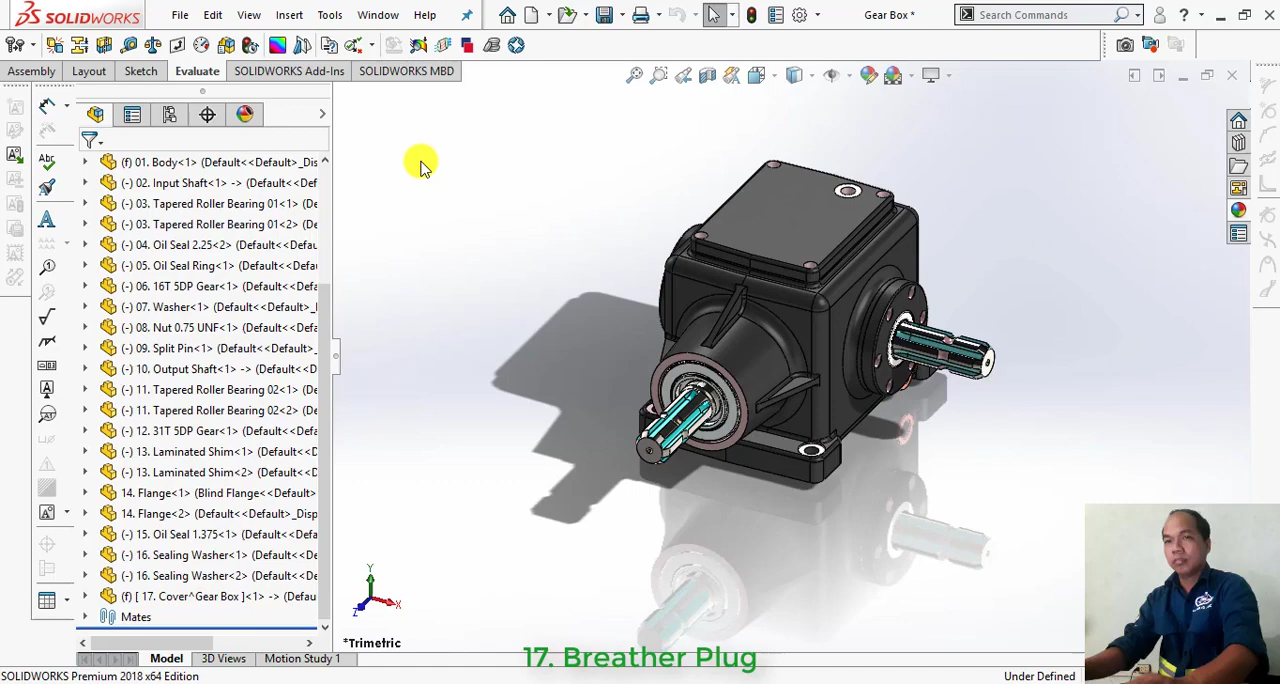 SOLIDWORKS File Edit View Insert Tools Window Help Gear Box * Search Commands
Assembly Layout Sketch Evaluate SOLIDWORKS Add-Ins SOLIDWORKS MBD
(f) 01. Body<1> (Default<<Default>_Dis
(-) 02. Input Shaft<1> -> (Default<<Def
(-) 03. Tapered Roller Bearing 01<1> (D
(-) 03. Tapered Roller Bearing 01<2> (D
(-) 04. Oil Seal 2.25<2> (Default<<Defau
(-) 05. Oil Seal Ring<1> (Default<<Defa
(-) 06. 16T 5DP Gear<1> (Default<<Defa
(-) 07. Washer<1> (Default<<Default>_D
(-) 08. Nut 0.75 UNF<1> (Default<<Defa
(-) 09. Split Pin<1> (Default<<Default>
(-) 10. Output Shaft<1> -> (Default<<D
(-) 11. Tapered Roller Bearing 02<1> (D
(-) 11. Tapered Roller Bearing 02<2> (D
(-) 12. 31T 5DP Gear<1> (Default<<Defa
(-) 13. Laminated Shim<1> (Default<<D
(-) 13. Laminated Shim<2> (Default<<D
14. Flange<1> (Blind Flange<<Default>
14. Flange<2> (Default<<Default>_Disp
(-) 15. Oil Seal 1.375<1> (Default<<Def
(-) 16. Sealing Washer<1> (Default<<D
(-) 16. Sealing Washer<2> (Default<<D
(f) [ 17. Cover^Gear Box ]<1> -> (Defau
Mates
Y
X
Z
*Trimetric
Model 3D Views Motion Study 1
17. Breather Plug
SOLIDWORKS Premium 2018 x64 Edition Under Defined